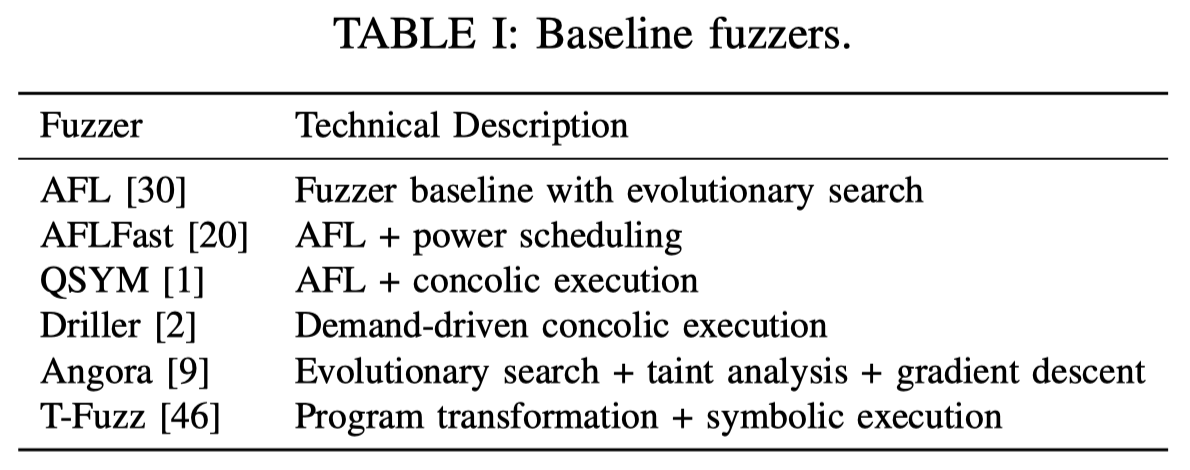 TABLE I: Baseline fuzzers.
Fuzzer Technical Description
AFL [30] Fuzzer baseline with evolutionary search
AFLFast [20] AFL + power scheduling
QSYM [1] AFL + concolic execution
Driller [2] Demand-driven concolic execution
Angora [9] Evolutionary search + taint analysis + gradient descent
T-Fuzz [46] Program transformation + symbolic execution